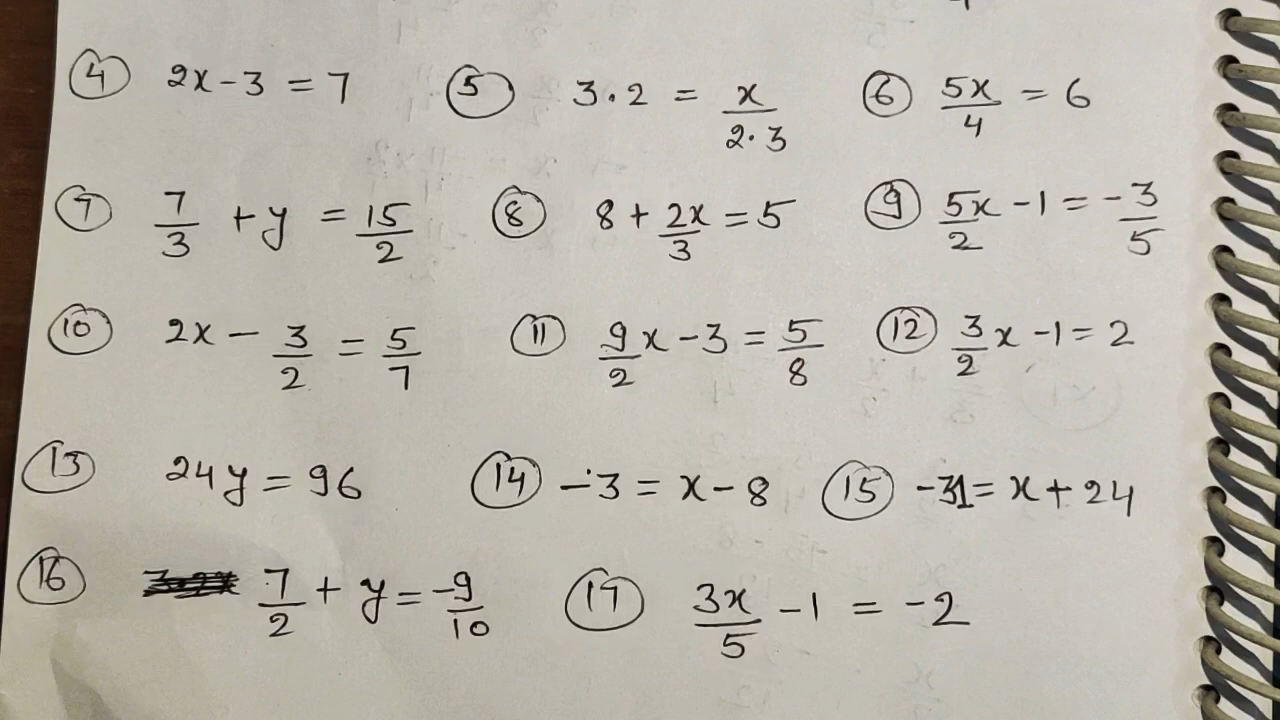 ④ 2x - 3 = 7 ⑤ 3.2 = x/2.3 ⑥ 5x/4 = 6
⑦ 7/3 + y = 15/2 ⑧ 8 + 2x/3 = 5 ⑨ 5x/2 - 1 = -3/5
⑩ 2x - 3/2 = 5/7 ⑪ 9/2 x - 3 = 5/8 ⑫ 3/2 x - 1 = 2
⑬ 24y = 96 ⑭ -3 = x - 8 ⑮ -31 = x + 24
⑯ 7/2 + y = -9/10 ⑰ 3x/5 - 1 = -2